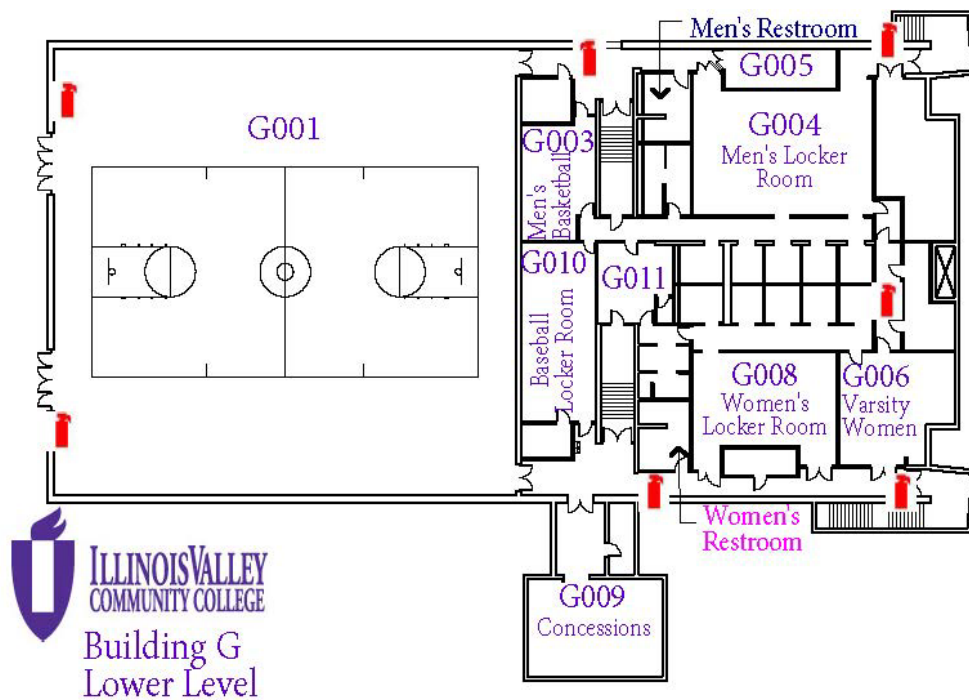 Men's Restroom
G005
G001
G003
Men's
Basketball
G004
Men's Locker
Room
G010
Baseball
Locker Room
G011
G008
Women's
Locker Room
G006
Varsity
Women
Women's
Restroom
G009
Concessions
ILLINOIS VALLEY
COMMUNITY COLLEGE
Building G
Lower Level